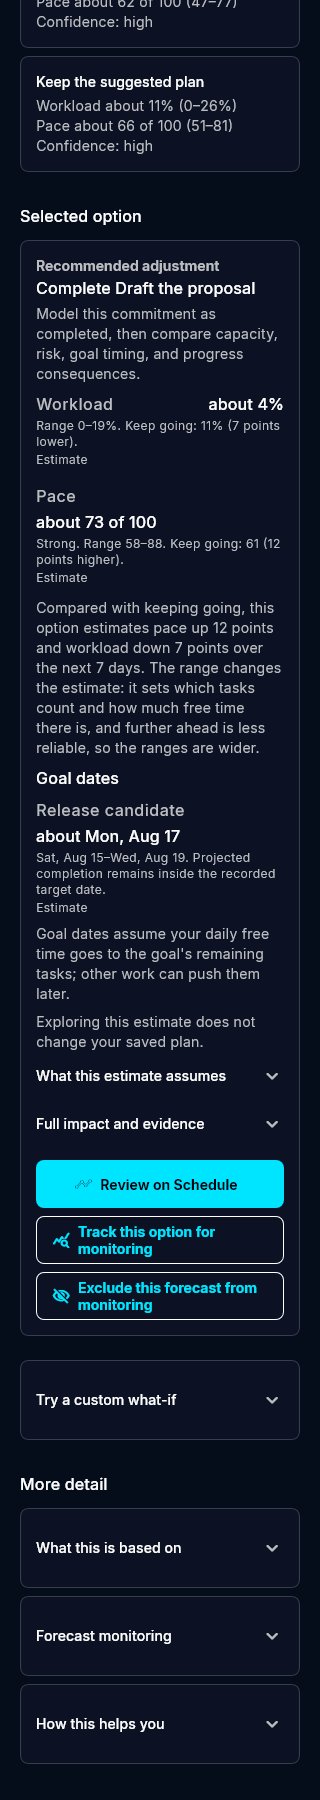 Pace about 62 of 100 (47–77)
Confidence: high
Keep the suggested plan
Workload about 11% (0–26%)
Pace about 66 of 100 (51–81)
Confidence: high
Selected option
Recommended adjustment
Complete Draft the proposal
Model this commitment as
completed, then compare capacity,
risk, goal timing, and progress
consequences.
Workload about 4%
Range 0–19%. Keep going: 11% (7 points
lower).
Estimate
Pace
about 73 of 100
Strong. Range 58–88. Keep going: 61 (12
points higher).
Estimate
Compared with keeping going, this
option estimates pace up 12 points
and workload down 7 points over
the next 7 days. The range changes
the estimate: it sets which tasks
count and how much free time
there is, and further ahead is less
reliable, so the ranges are wider.
Goal dates
Release candidate
about Mon, Aug 17
Sat, Aug 15–Wed, Aug 19. Projected
completion remains inside the recorded
target date.
Estimate
Goal dates assume your daily free
time goes to the goal's remaining
tasks; other work can push them
later.
Exploring this estimate does not
change your saved plan.
What this estimate assumes
Full impact and evidence
Review on Schedule
Track this option for
monitoring
Exclude this forecast from
monitoring
Try a custom what-if
More detail
What this is based on
Forecast monitoring
How this helps you